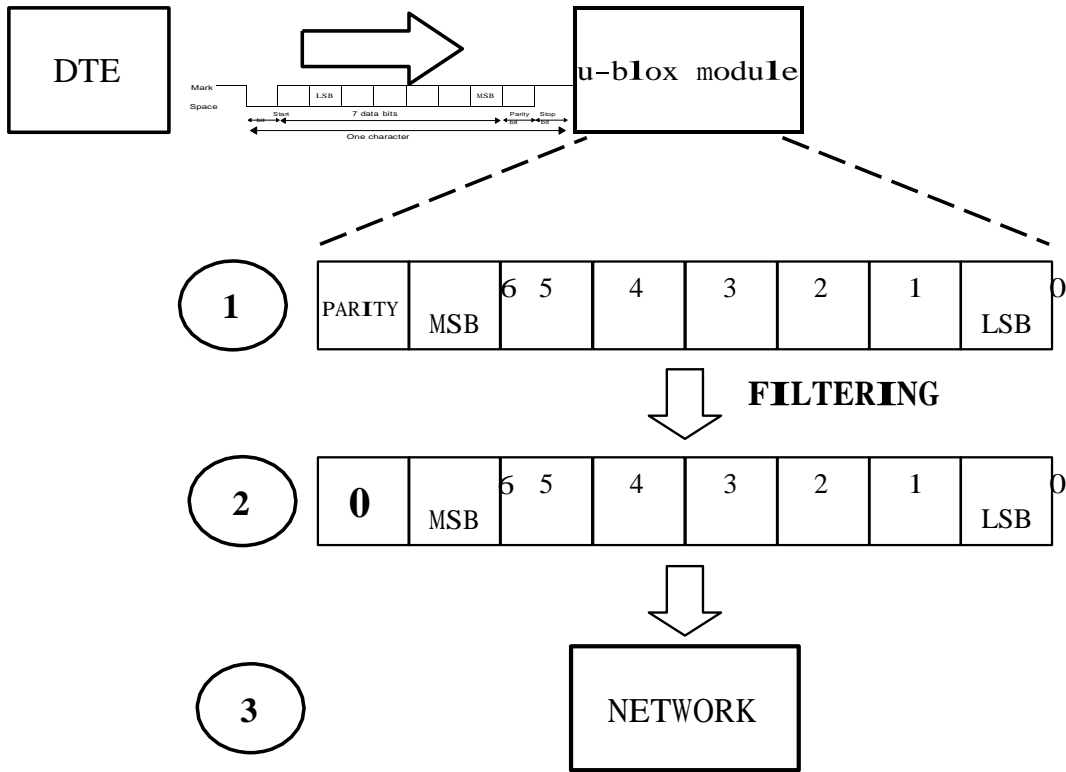 DTE
u-blox module
Mark
LSB
MSB
Space
Start
bit
7 data bits
Parity
bit
Stop
bit
One character
1
PARITY
MSB
6 5 4 3 2 1 0
LSB
FILTERING
2
0
MSB
6 5 4 3 2 1 0
LSB
3
NETWORK